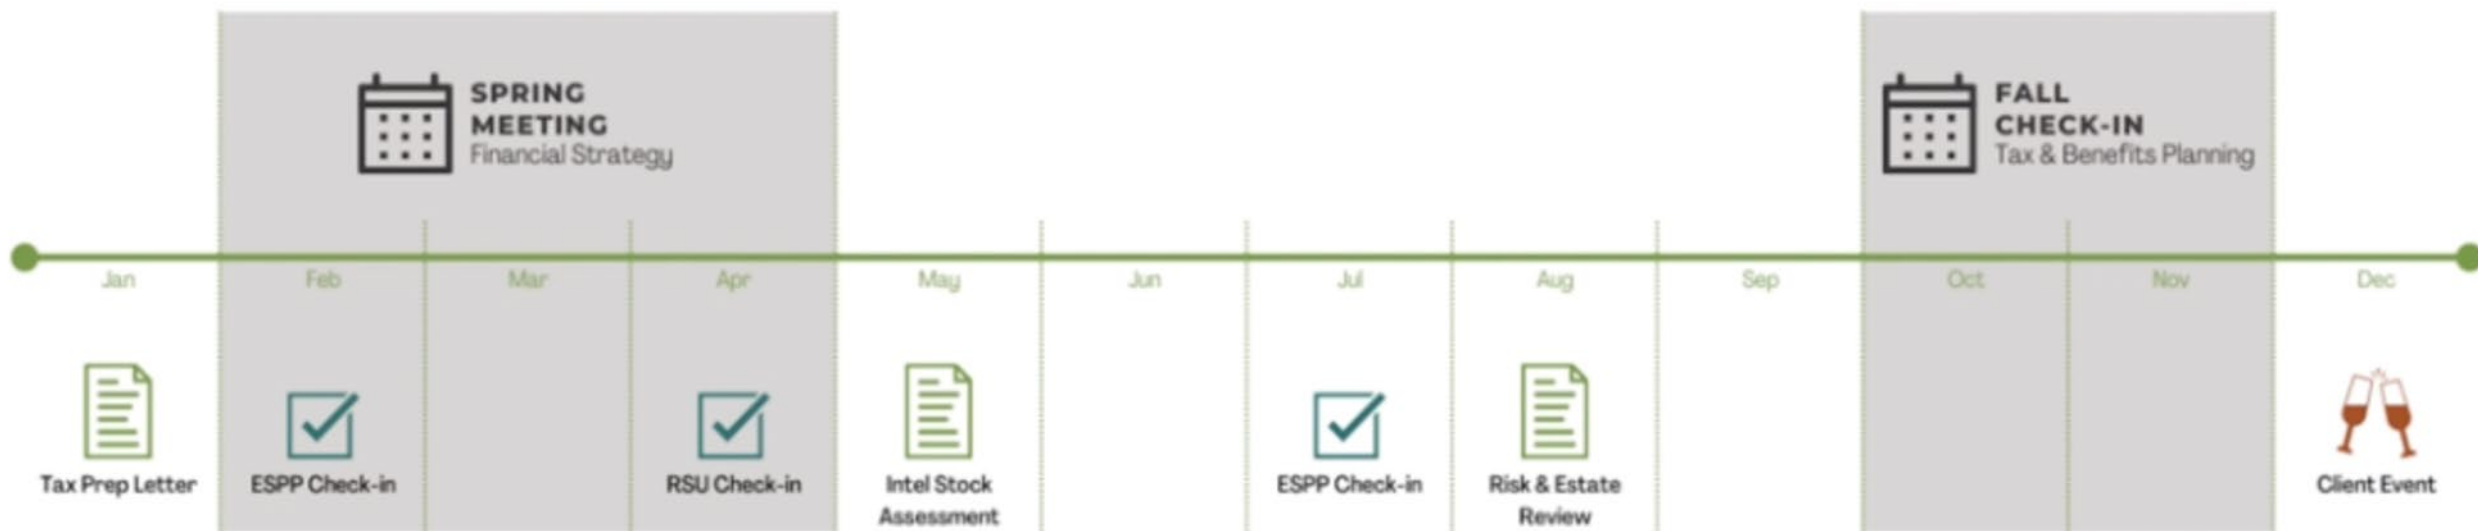 SPRING
MEETING
Financial Strategy
FALL
CHECK-IN
Tax & Benefits Planning
Jan
Feb
Mar
Apr
May
Jun
Jul
Aug
Sep
Oct
Nov
Dec
Tax Prep Letter
ESPP Check-in
RSU Check-in
Intel Stock
Assessment
ESPP Check-in
Risk & Estate
Review
Client Event